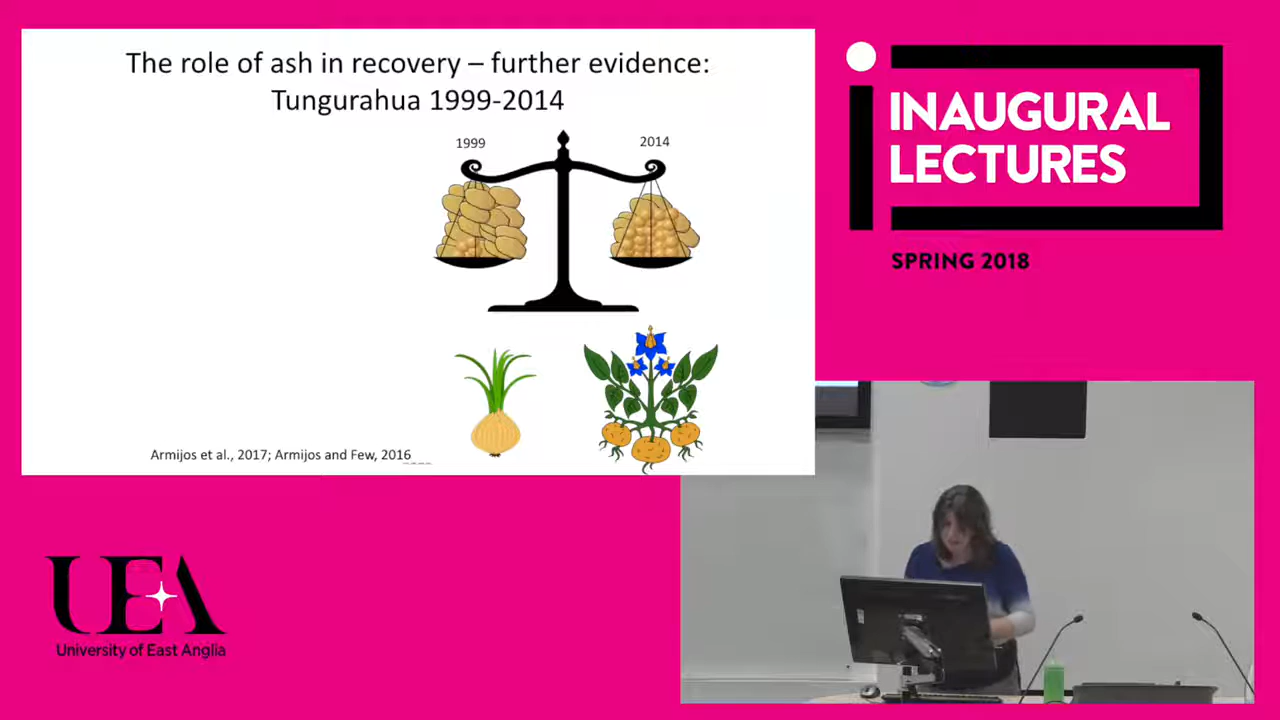 The role of ash in recovery – further evidence:
Tungurahua 1999-2014
1999
2014
Armijos et al., 2017; Armijos and Few, 2016
INAUGURAL
LECTURES
SPRING 2018
UEA
University of East Anglia